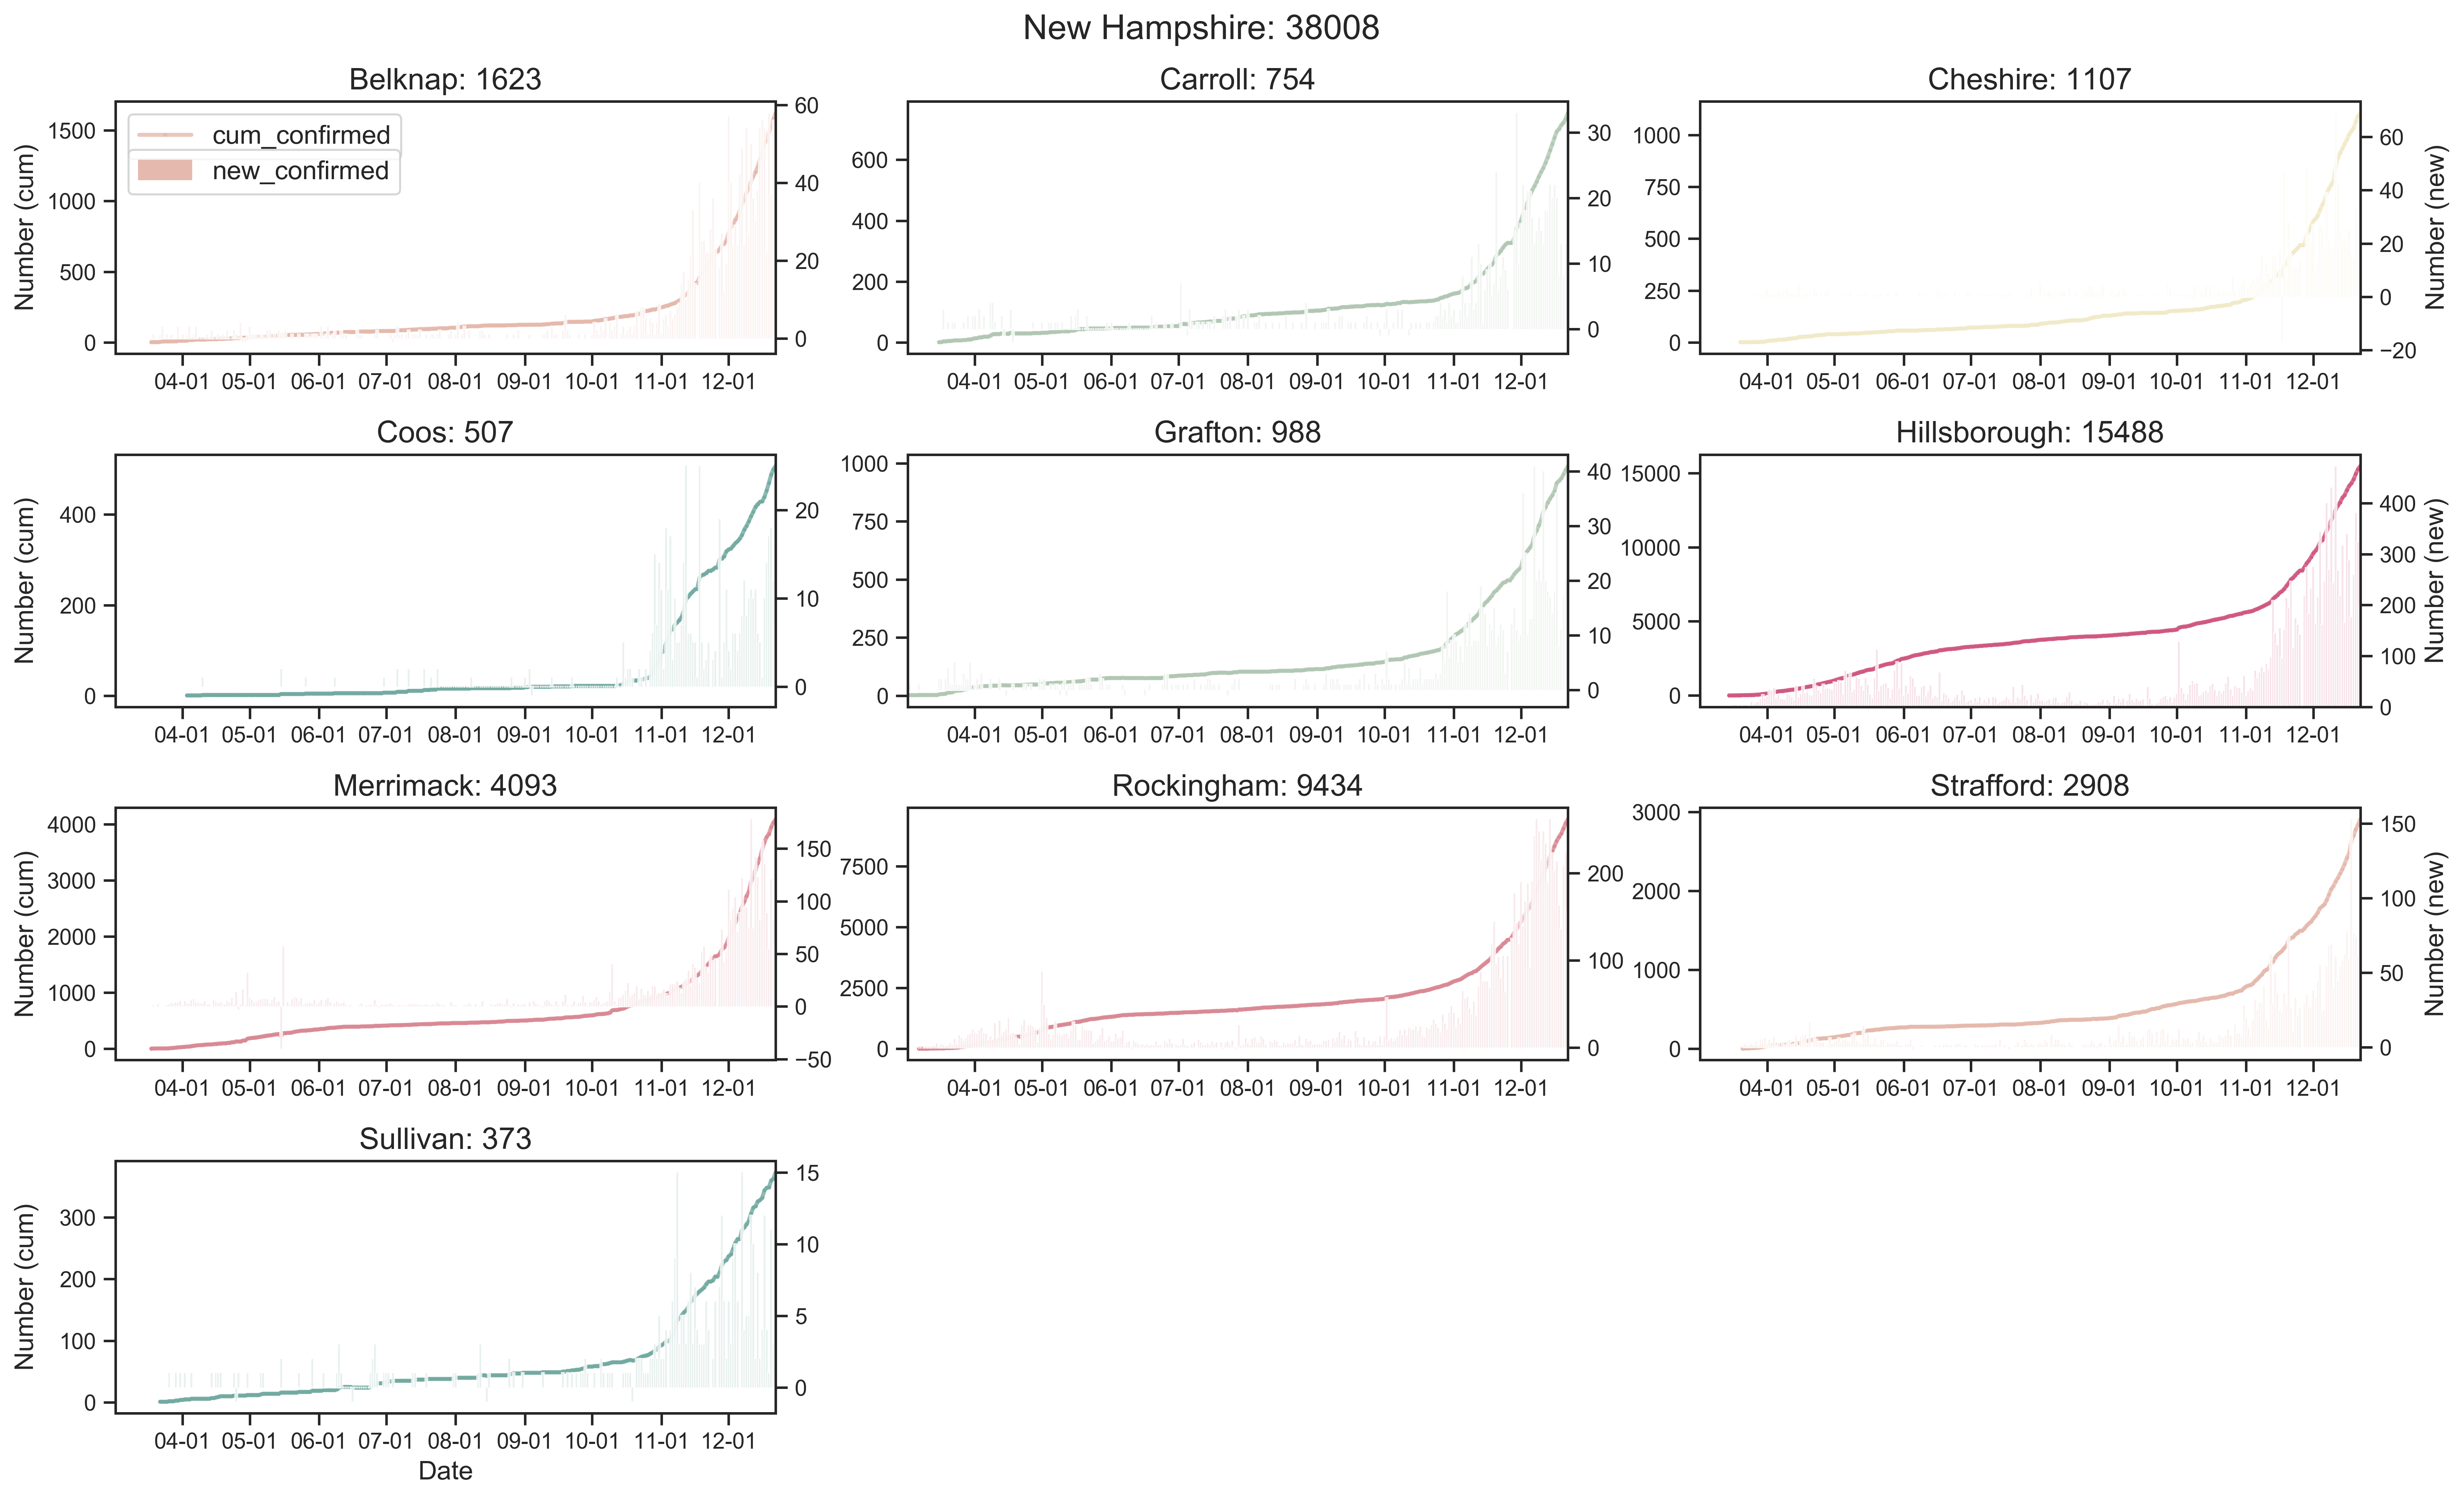 New Hampshire: 38008
Belknap: 1623
Carroll: 754
Cheshire: 1107
Number (cum)
1500
1000
500
0
cum_confirmed
new_confirmed
60
40
20
0
04-01 05-01 06-01 07-01 08-01 09-01 10-01 11-01 12-01
600
400
200
0
30
20
10
0
04-01 05-01 06-01 07-01 08-01 09-01 10-01 11-01 12-01
1000
750
500
250
0
60
40
20
0
−20
Number (new)
04-01 05-01 06-01 07-01 08-01 09-01 10-01 11-01 12-01
Coos: 507
Grafton: 988
Hillsborough: 15488
Number (cum)
400
200
0
20
10
0
04-01 05-01 06-01 07-01 08-01 09-01 10-01 11-01 12-01
1000
750
500
250
0
40
30
20
10
0
04-01 05-01 06-01 07-01 08-01 09-01 10-01 11-01 12-01
15000
10000
5000
0
400
300
200
100
0
Number (new)
04-01 05-01 06-01 07-01 08-01 09-01 10-01 11-01 12-01
Merrimack: 4093
Rockingham: 9434
Strafford: 2908
Number (cum)
4000
3000
2000
1000
0
150
100
50
0
−50
04-01 05-01 06-01 07-01 08-01 09-01 10-01 11-01 12-01
7500
5000
2500
0
200
100
0
04-01 05-01 06-01 07-01 08-01 09-01 10-01 11-01 12-01
3000
2000
1000
0
150
100
50
0
Number (new)
04-01 05-01 06-01 07-01 08-01 09-01 10-01 11-01 12-01
Sullivan: 373
Number (cum)
300
200
100
0
15
10
5
0
04-01 05-01 06-01 07-01 08-01 09-01 10-01 11-01 12-01
Date